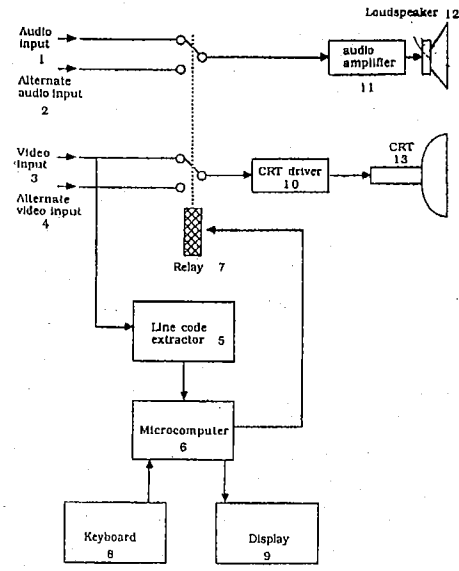 Loudspeaker 12
Audio
input
1
audio
amplifier
11
Alternate
audio input
2
Video
input
3
CRT
13
CRT driver
10
Alternate
video input
4
Relay 7
Line code
extractor 5
Microcomputer
6
Keyboard
8
Display
9